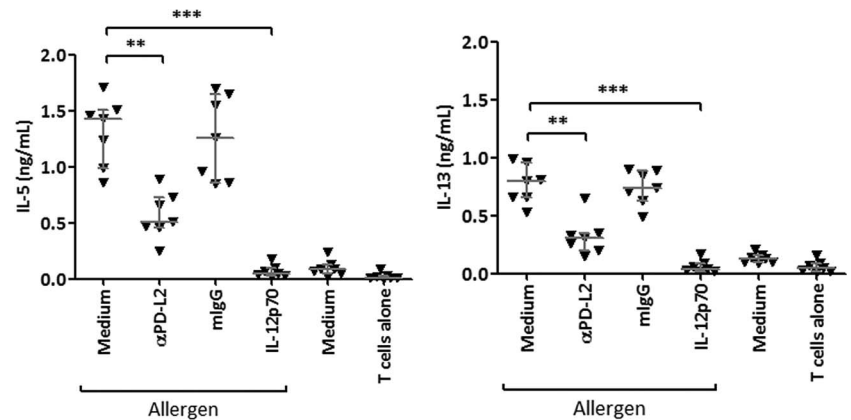 ***
**
2.0
1.5
1.0
0.5
0.0
IL-5 (ng/mL)
Medium
αPD-L2
mIgG
IL-12p70
Medium
T cells alone
Allergen
***
**
2.0
1.5
1.0
0.5
0.0
IL-13 (ng/mL)
Medium
αPD-L2
mIgG
IL-12p70
Medium
T cells alone
Allergen